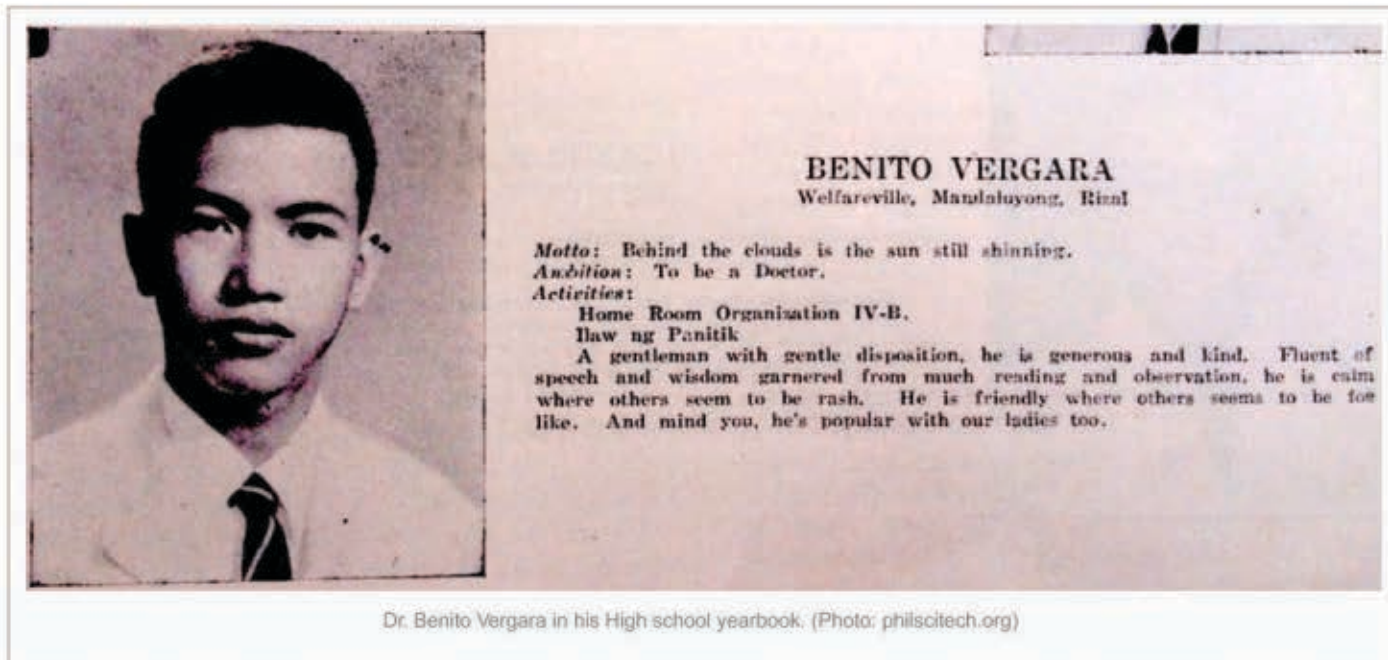 BENITO VERGARA
Welfareville, Mandaluyong, Rizal
Motto: Behind the clouds is the sun still shinning.
Ambition: To be a Doctor.
Activities:
Home Room Organization IV-B.
Ilaw ng Panitik
A gentleman with gentle disposition, he is generous and kind. Fluent of
speech and wisdom garnered from much reading and observation, he is calm
where others seem to be rash. He is friendly where others seems to be foe
like. And mind you, he's popular with our ladies too.
Dr. Benito Vergara in his High school yearbook. (Photo: philscitech.org)